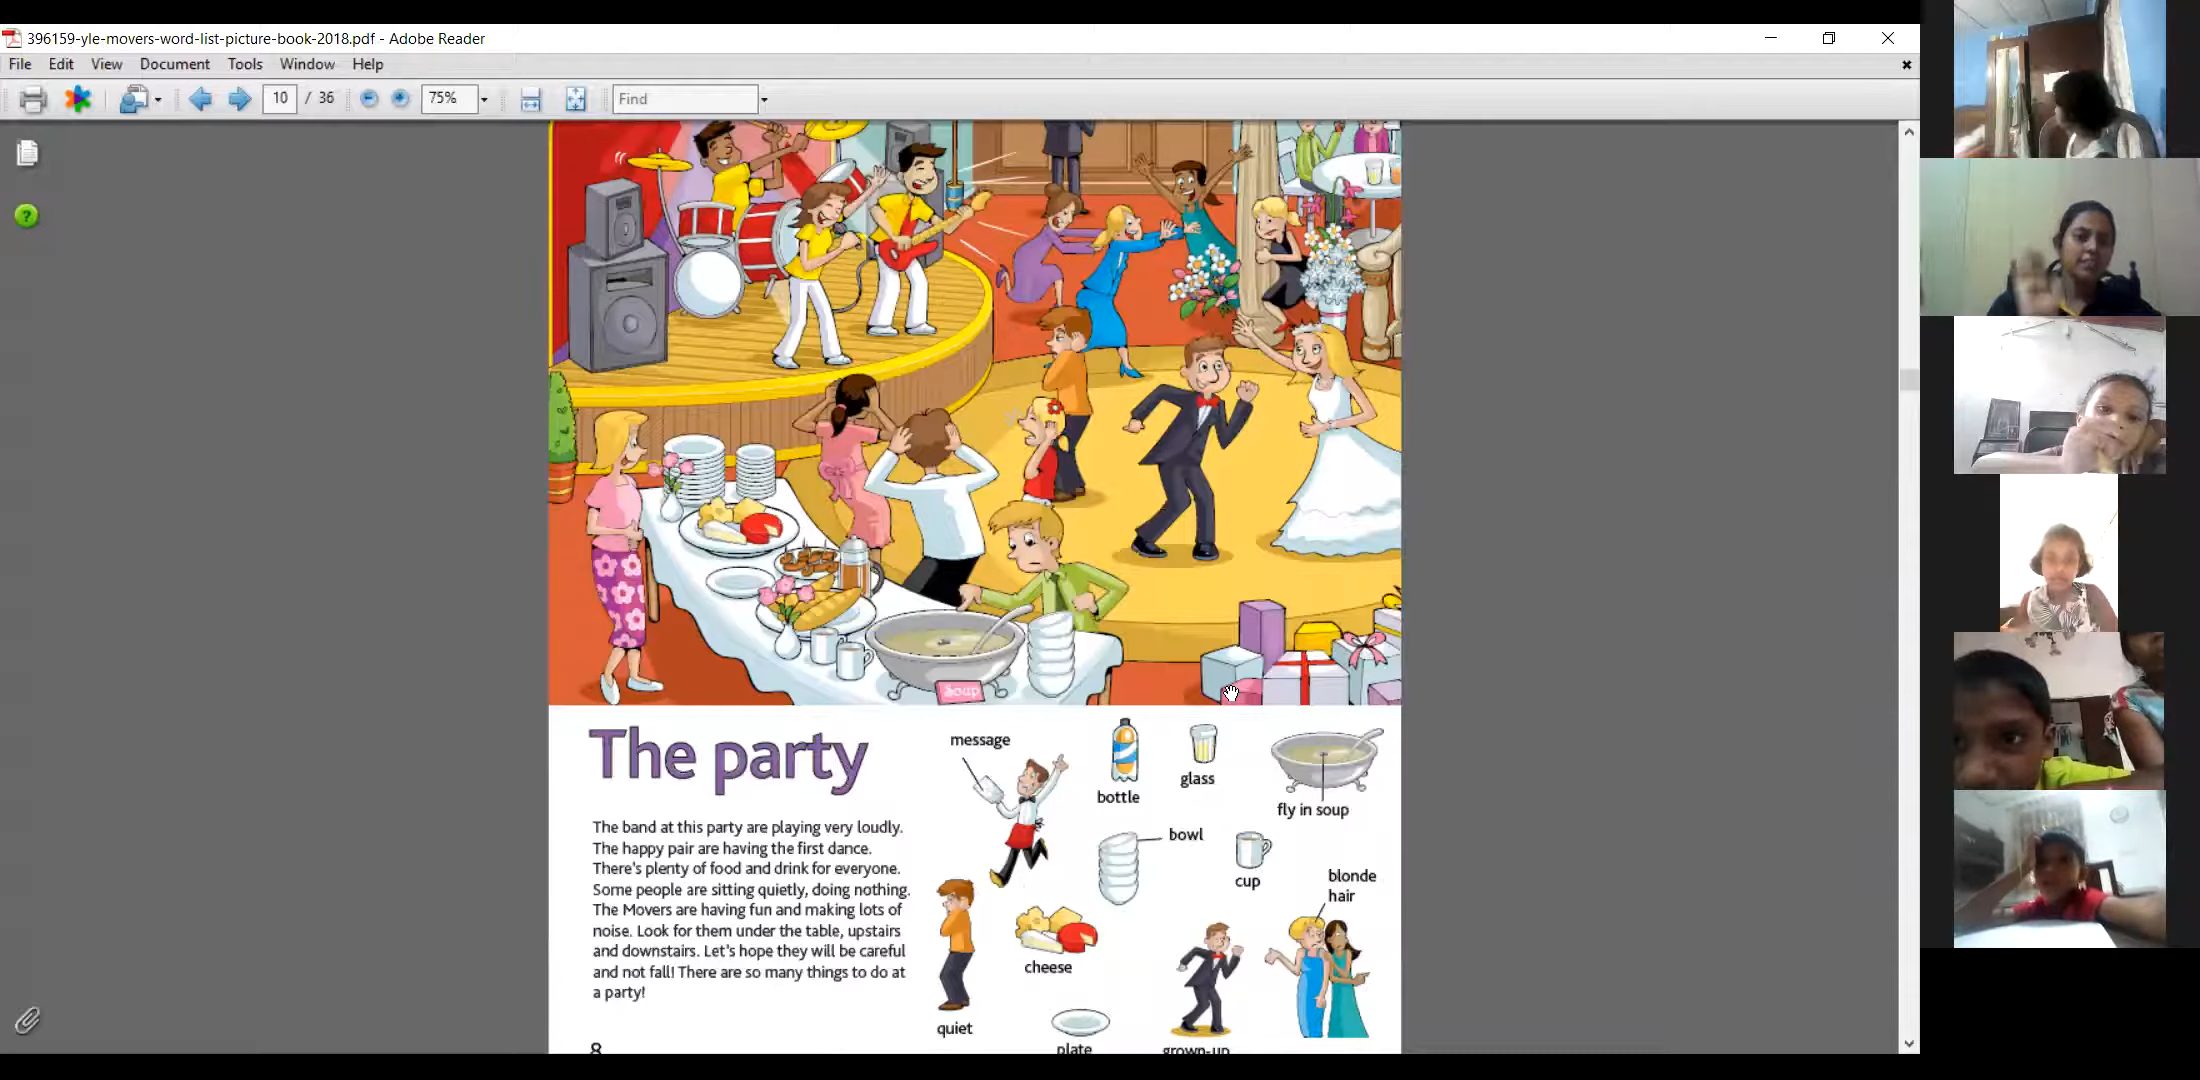 396159-yle-movers-word-list-picture-book-2018.pdf - Adobe Reader
File Edit View Document Tools Window Help
10 / 36 75% Find
Soup
The party
The band at this party are playing very loudly.
The happy pair are having the first dance.
There's plenty of food and drink for everyone.
Some people are sitting quietly, doing nothing.
The Movers are having fun and making lots of
noise. Look for them under the table, upstairs
and downstairs. Let's hope they will be careful
and not fall! There are so many things to do at
a party!
message
bottle
glass
fly in soup
bowl
cup
blonde
hair
cheese
quiet
plate
grown-up
8